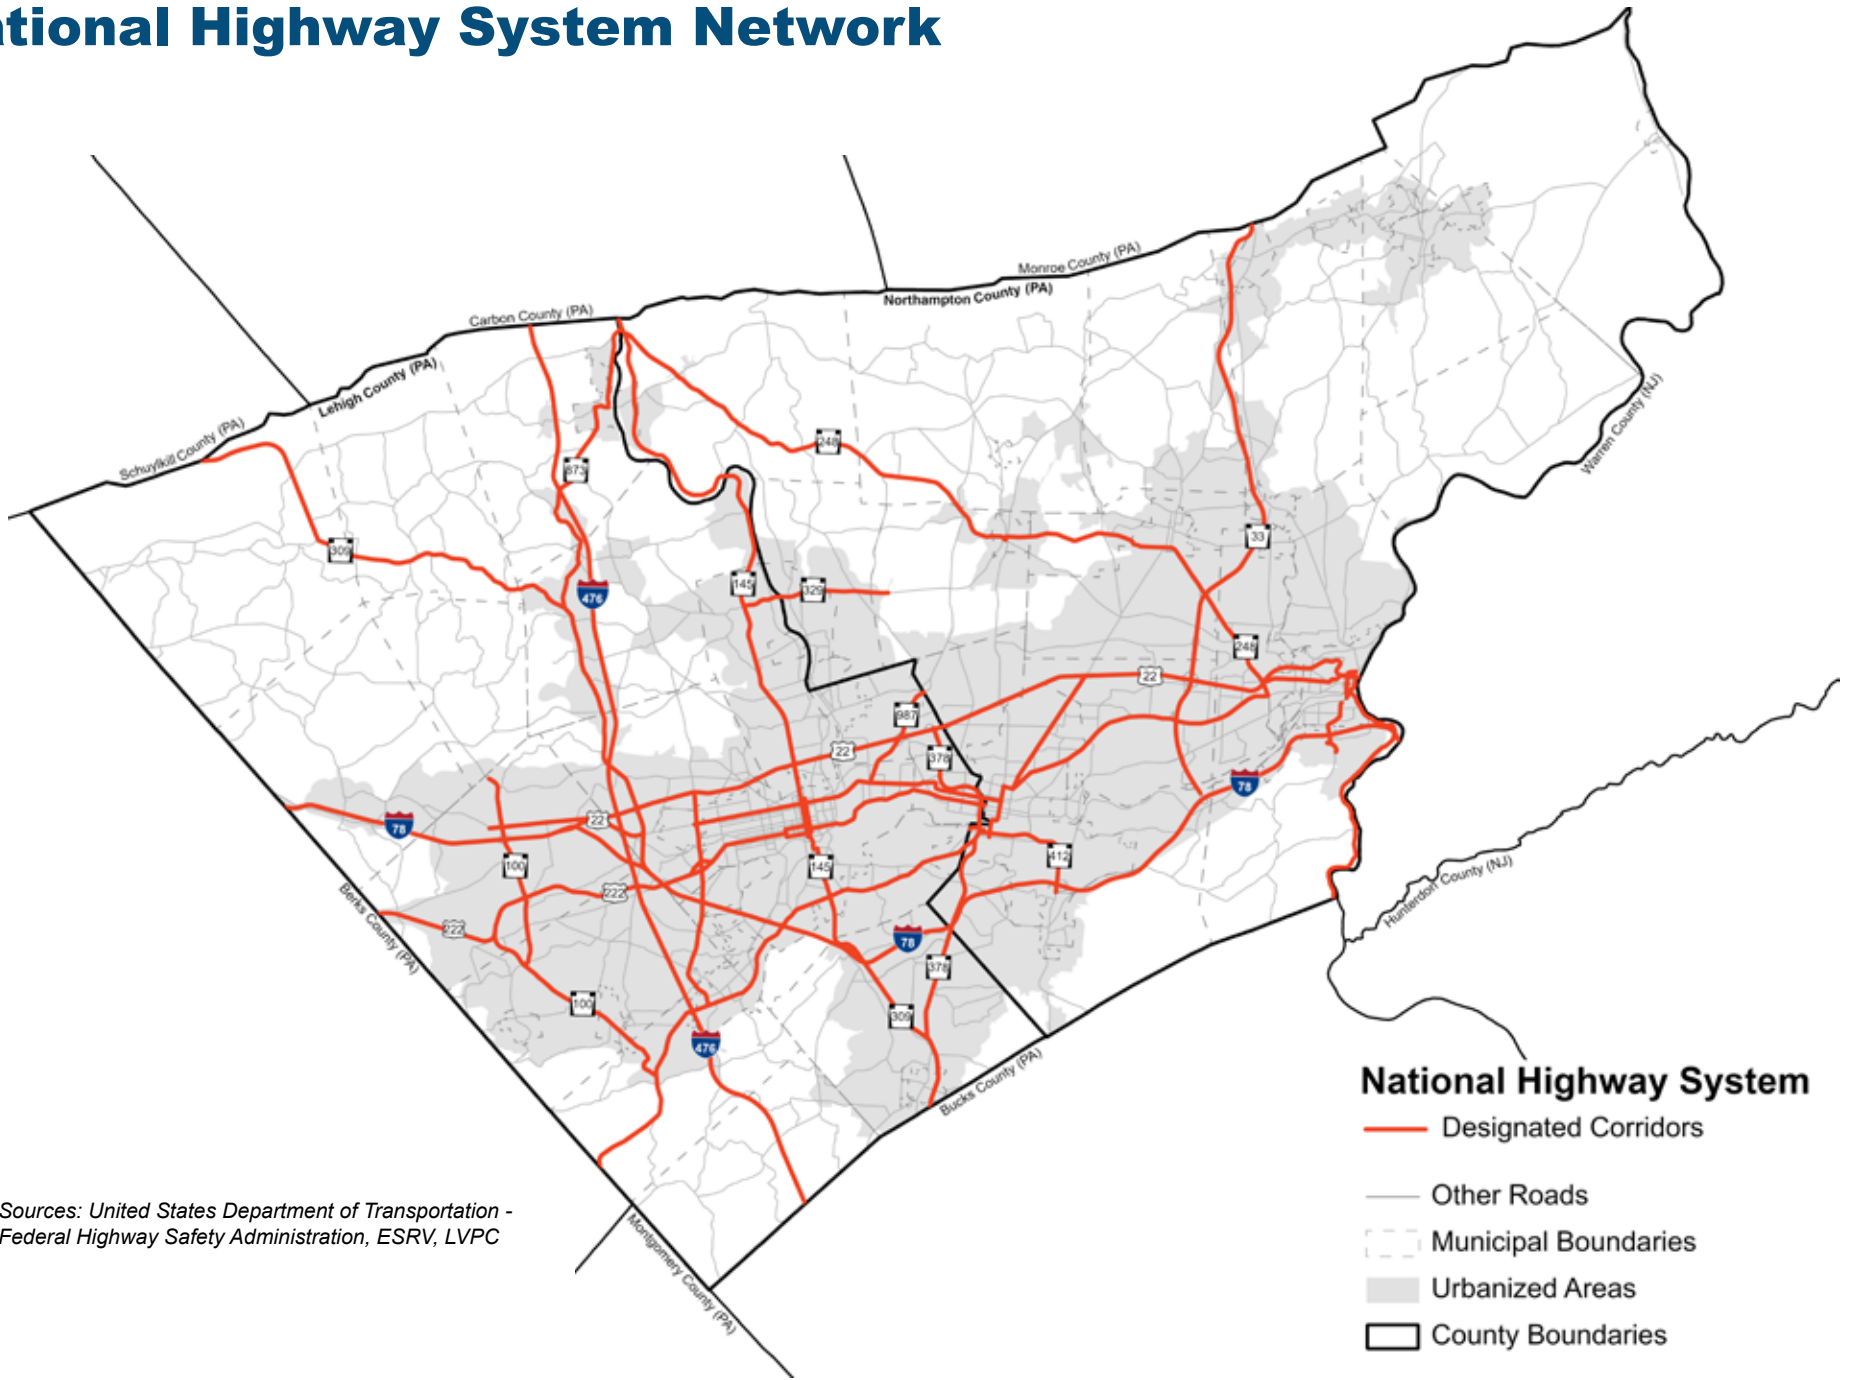 tional Highway System Network
Monroe County (PA)
Northampton County (PA)
Carbon County (PA)
Lehigh County (PA)
Schuylkill County (PA)
Warren County (NJ)
248
873
33
309
476
145
329
248
22
987
22
378
78
78
22
100
145
412
222
222
Hunterdon County (NJ)
Berks County (PA)
78
378
100
309
476
Bucks County (PA)
Montgomery County (PA)
National Highway System
Designated Corridors
Other Roads
Municipal Boundaries
Urbanized Areas
County Boundaries
Sources: United States Department of Transportation -
Federal Highway Safety Administration, ESRV, LVPC